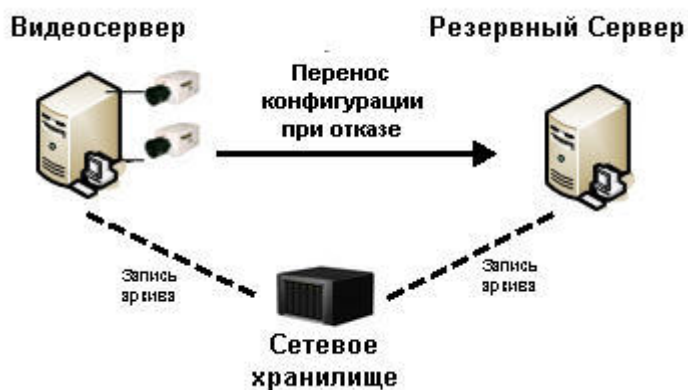 Видеосервер
Резервный Сервер
Перенос
конфигурации
при отказе
Запись
архива
Запись
архива
Сетевое
хранилище